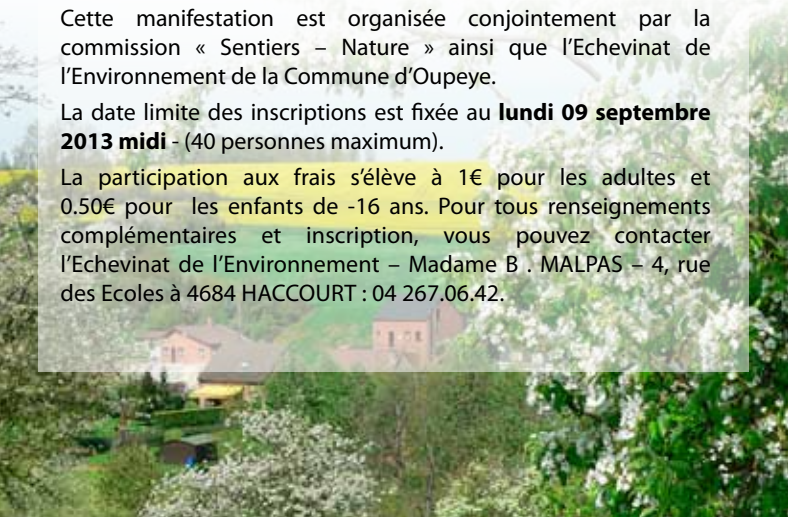 Cette manifestation est organisée conjointement par la
commission « Sentiers – Nature » ainsi que l’Echevinat de
l’Environnement de la Commune d’Oupeye.
La date limite des inscriptions est fixée au lundi 09 septembre
2013 midi - (40 personnes maximum).
La participation aux frais s’élève à 1€ pour les adultes et
0.50€ pour les enfants de -16 ans. Pour tous renseignements
complémentaires et inscription, vous pouvez contacter
l’Echevinat de l’Environnement – Madame B . MALPAS – 4, rue
des Ecoles à 4684 HACCOURT : 04 267.06.42.